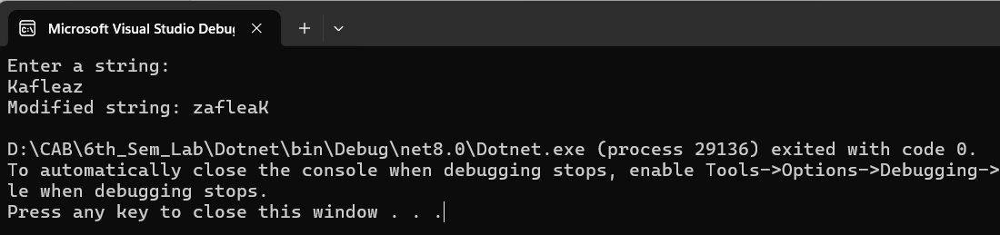 Microsoft Visual Studio Debu
Enter a string:
Kafleaz
Modified string: zafleaK
D:\CAB\6th_Sem_Lab\Dotnet\bin\Debug\net8.0\Dotnet.exe (process 29136) exited with code 0.
To automatically close the console when debugging stops, enable Tools->Options->Debugging->
le when debugging stops.
Press any key to close this window . . .